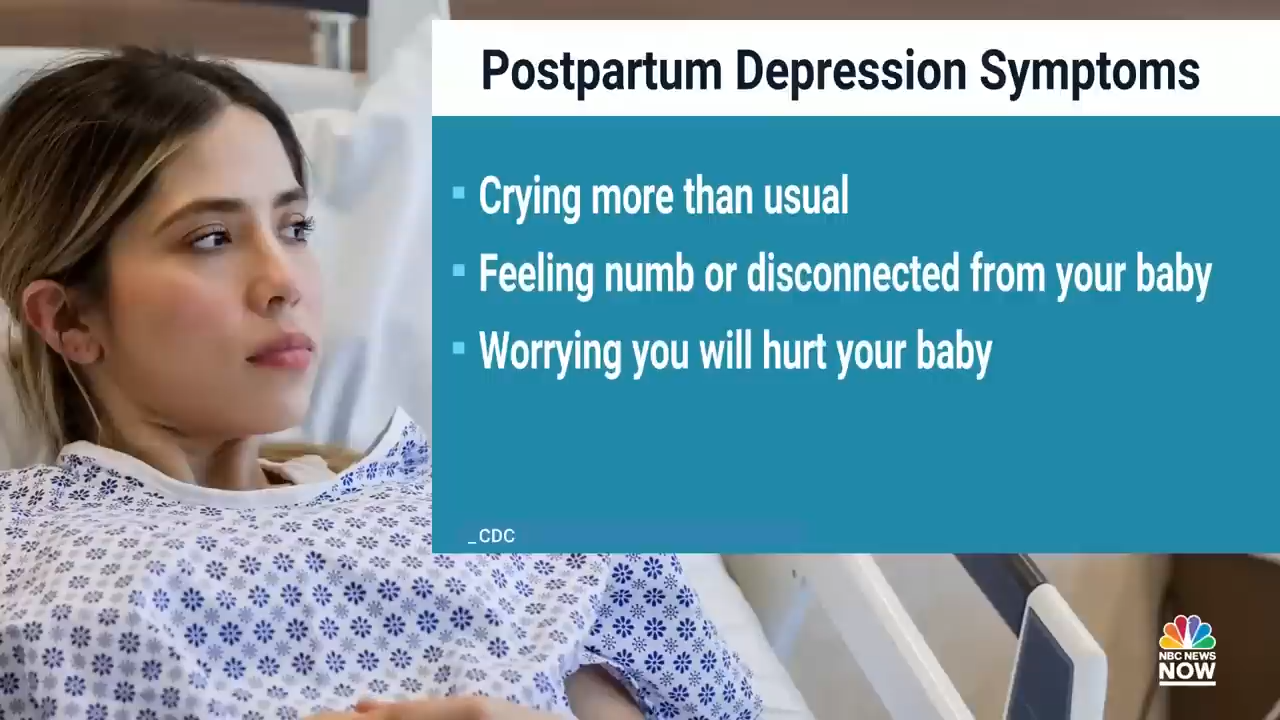 Postpartum Depression Symptoms
▪ Crying more than usual
▪ Feeling numb or disconnected from your baby
▪ Worrying you will hurt your baby
_CDC
NBC NEWS
NOW